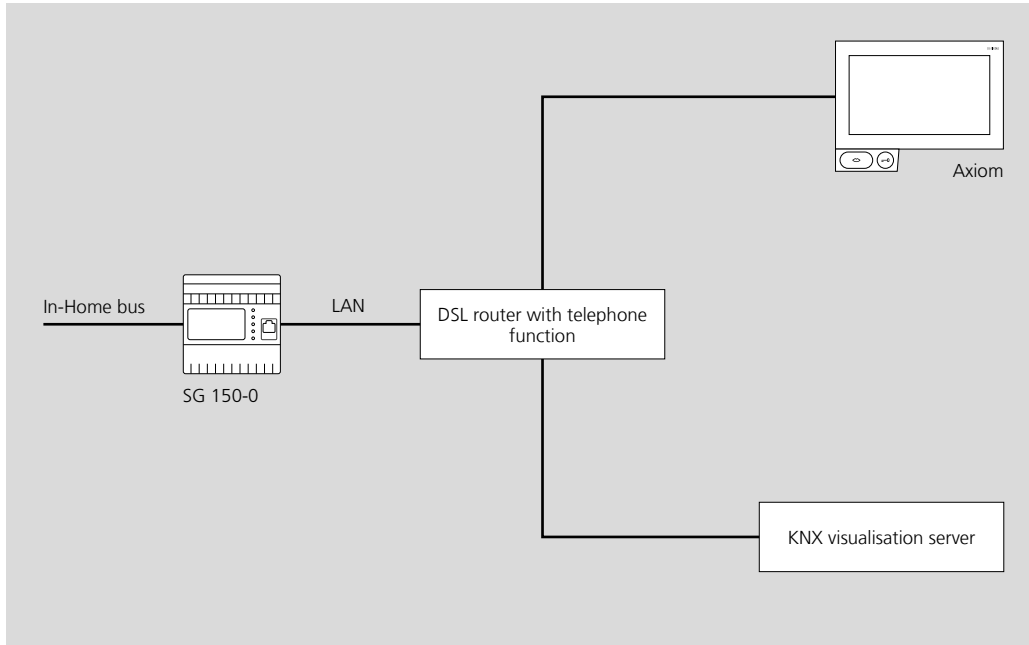 Axiom
In-Home bus
LAN
DSL router with telephone
function
SG 150-0
KNX visualisation server